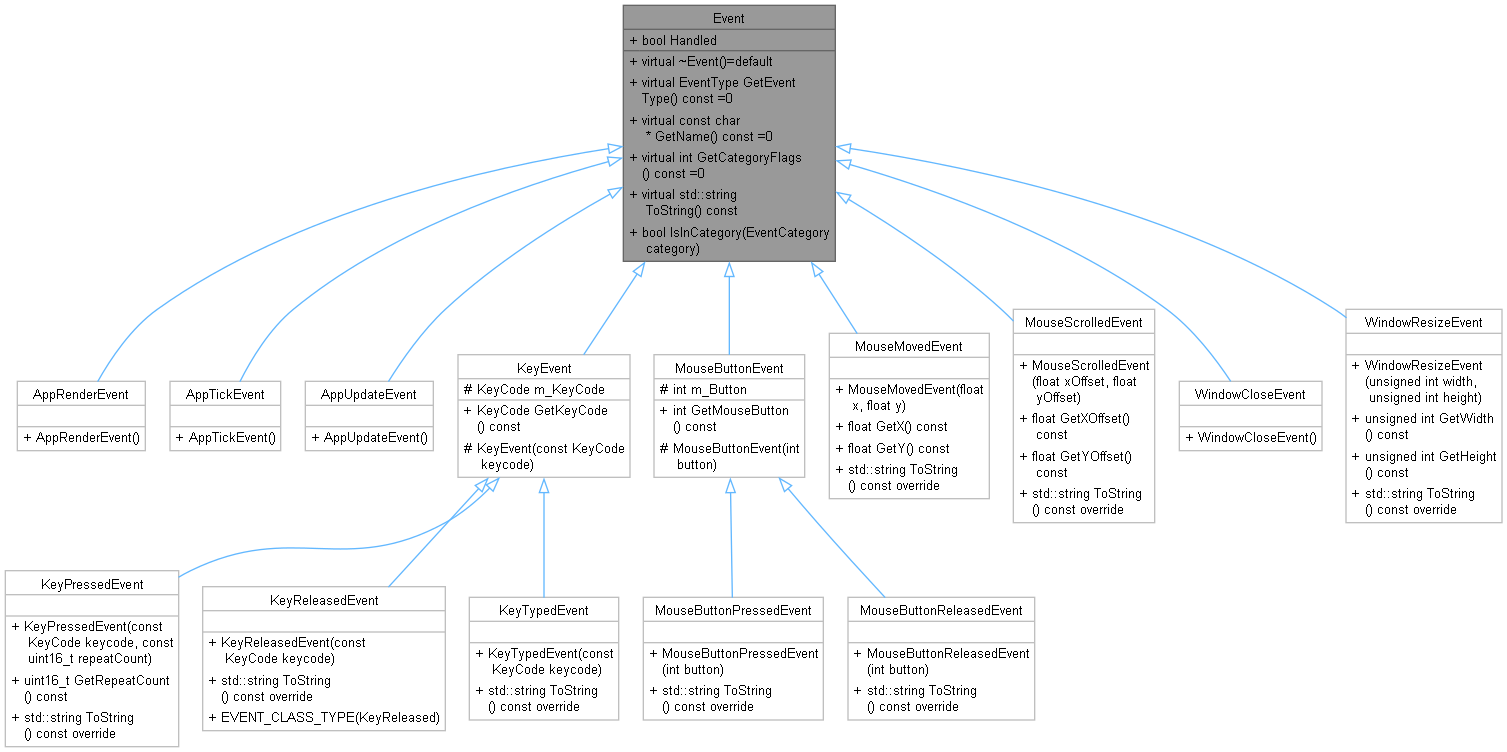 Event
+ bool Handled
+ virtual ~Event()=default
+ virtual EventType GetEvent
Type() const =0
+ virtual const char
* GetName() const =0
+ virtual int GetCategoryFlags
() const =0
+ virtual std::string
ToString() const
+ bool IsInCategory(EventCategory
category)
AppRenderEvent
+ AppRenderEvent()
AppTickEvent
+ AppTickEvent()
AppUpdateEvent
+ AppUpdateEvent()
KeyEvent
# KeyCode m_KeyCode
+ KeyCode GetKeyCode
() const
# KeyEvent(const KeyCode
keycode)
MouseButtonEvent
# int m_Button
+ int GetMouseButton
() const
# MouseButtonEvent(int
button)
MouseMovedEvent
+ MouseMovedEvent(float
x, float y)
+ float GetX() const
+ float GetY() const
+ std::string ToString
() const override
MouseScrolledEvent
+ MouseScrolledEvent
(float xOffset, float
yOffset)
+ float GetXOffset()
const
+ float GetYOffset()
const
+ std::string ToString
() const override
WindowCloseEvent
+ WindowCloseEvent()
WindowResizeEvent
+ WindowResizeEvent
(unsigned int width,
unsigned int height)
+ unsigned int GetWidth
() const
+ unsigned int GetHeight
() const
+ std::string ToString
() const override
KeyPressedEvent
+ KeyPressedEvent(const
KeyCode keycode, const
uint16_t repeatCount)
+ uint16_t GetRepeatCount
() const
+ std::string ToString
() const override
KeyReleasedEvent
+ KeyReleasedEvent(const
KeyCode keycode)
+ std::string ToString
() const override
+ EVENT_CLASS_TYPE(KeyReleased)
KeyTypedEvent
+ KeyTypedEvent(const
KeyCode keycode)
+ std::string ToString
() const override
MouseButtonPressedEvent
+ MouseButtonPressedEvent
(int button)
+ std::string ToString
() const override
MouseButtonReleasedEvent
+ MouseButtonReleasedEvent
(int button)
+ std::string ToString
() const override